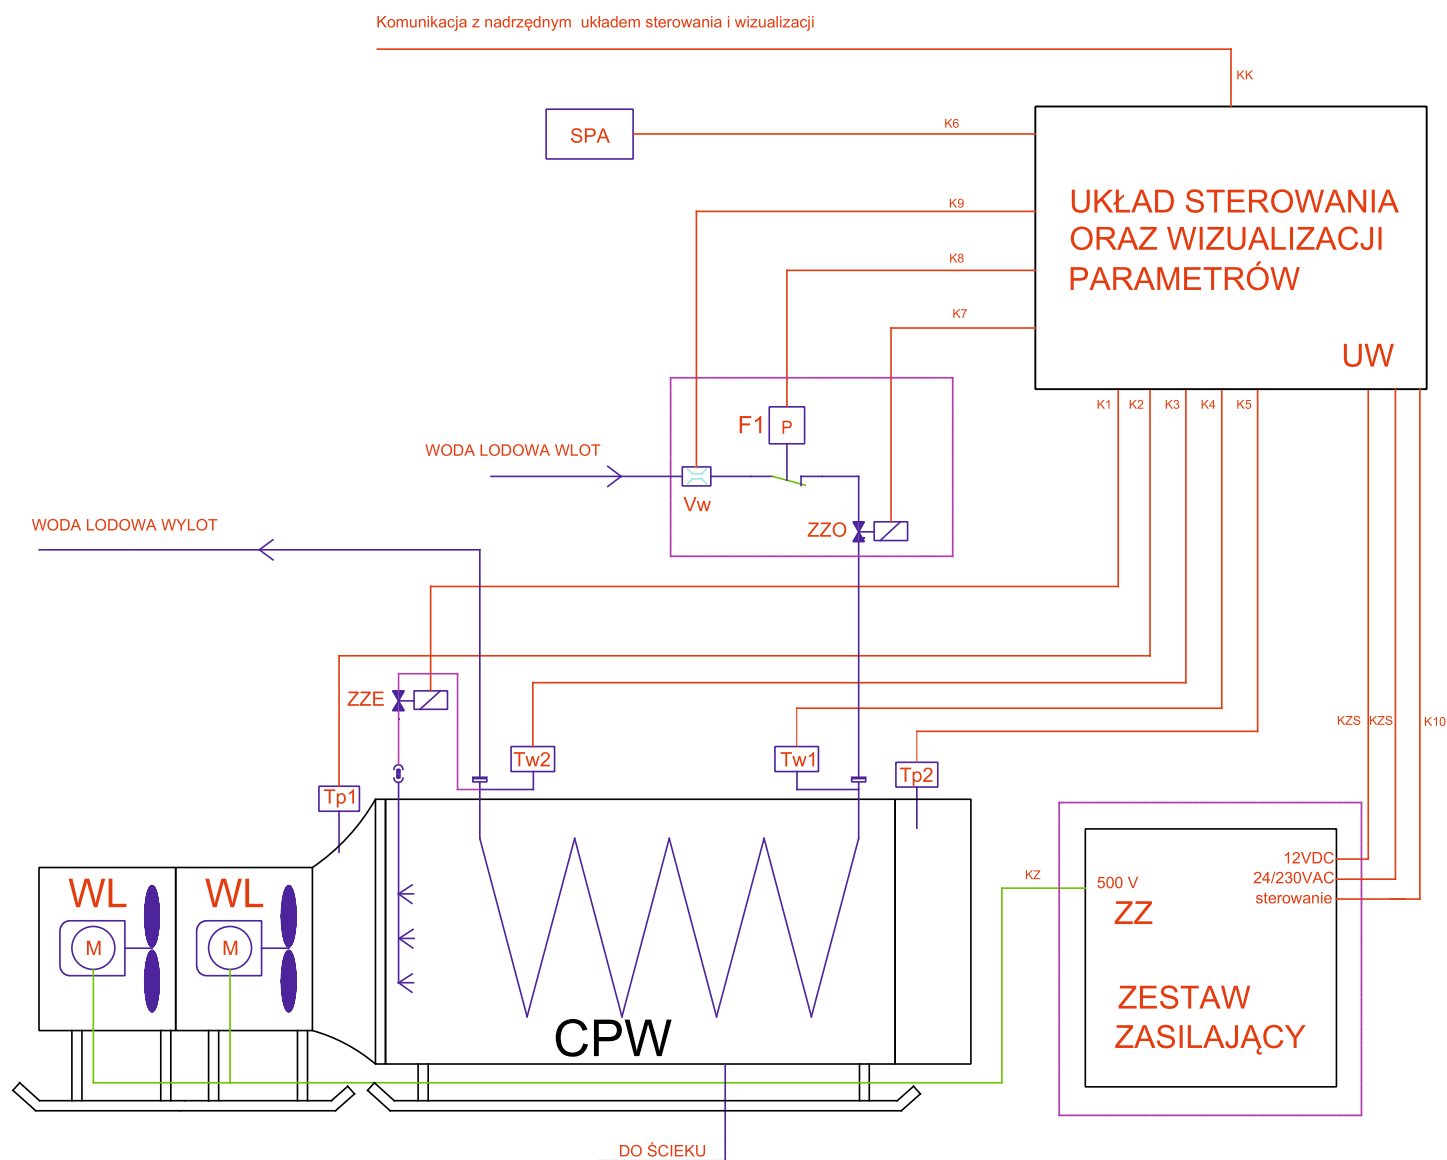 Komunikacja z nadrzędnym układem sterowania i wizualizacji
KK
SPA
K6
K9
K8
K7
UKŁAD STEROWANIA
ORAZ WIZUALIZACJI
PARAMETRÓW
UW
K1
K2
K3
K4
K5
F1
P
WODA LODOWA WLOT
Vw
ZZO
WODA LODOWA WYLOT
ZZE
Tw2
Tw1
Tp2
Tp1
KZS
KZS
K10
WL
WL
M
M
CPW
KZ
500 V
12VDC
24/230VAC
sterowanie
ZZ
ZESTAW
ZASILAJĄCY
DO ŚCIEKU